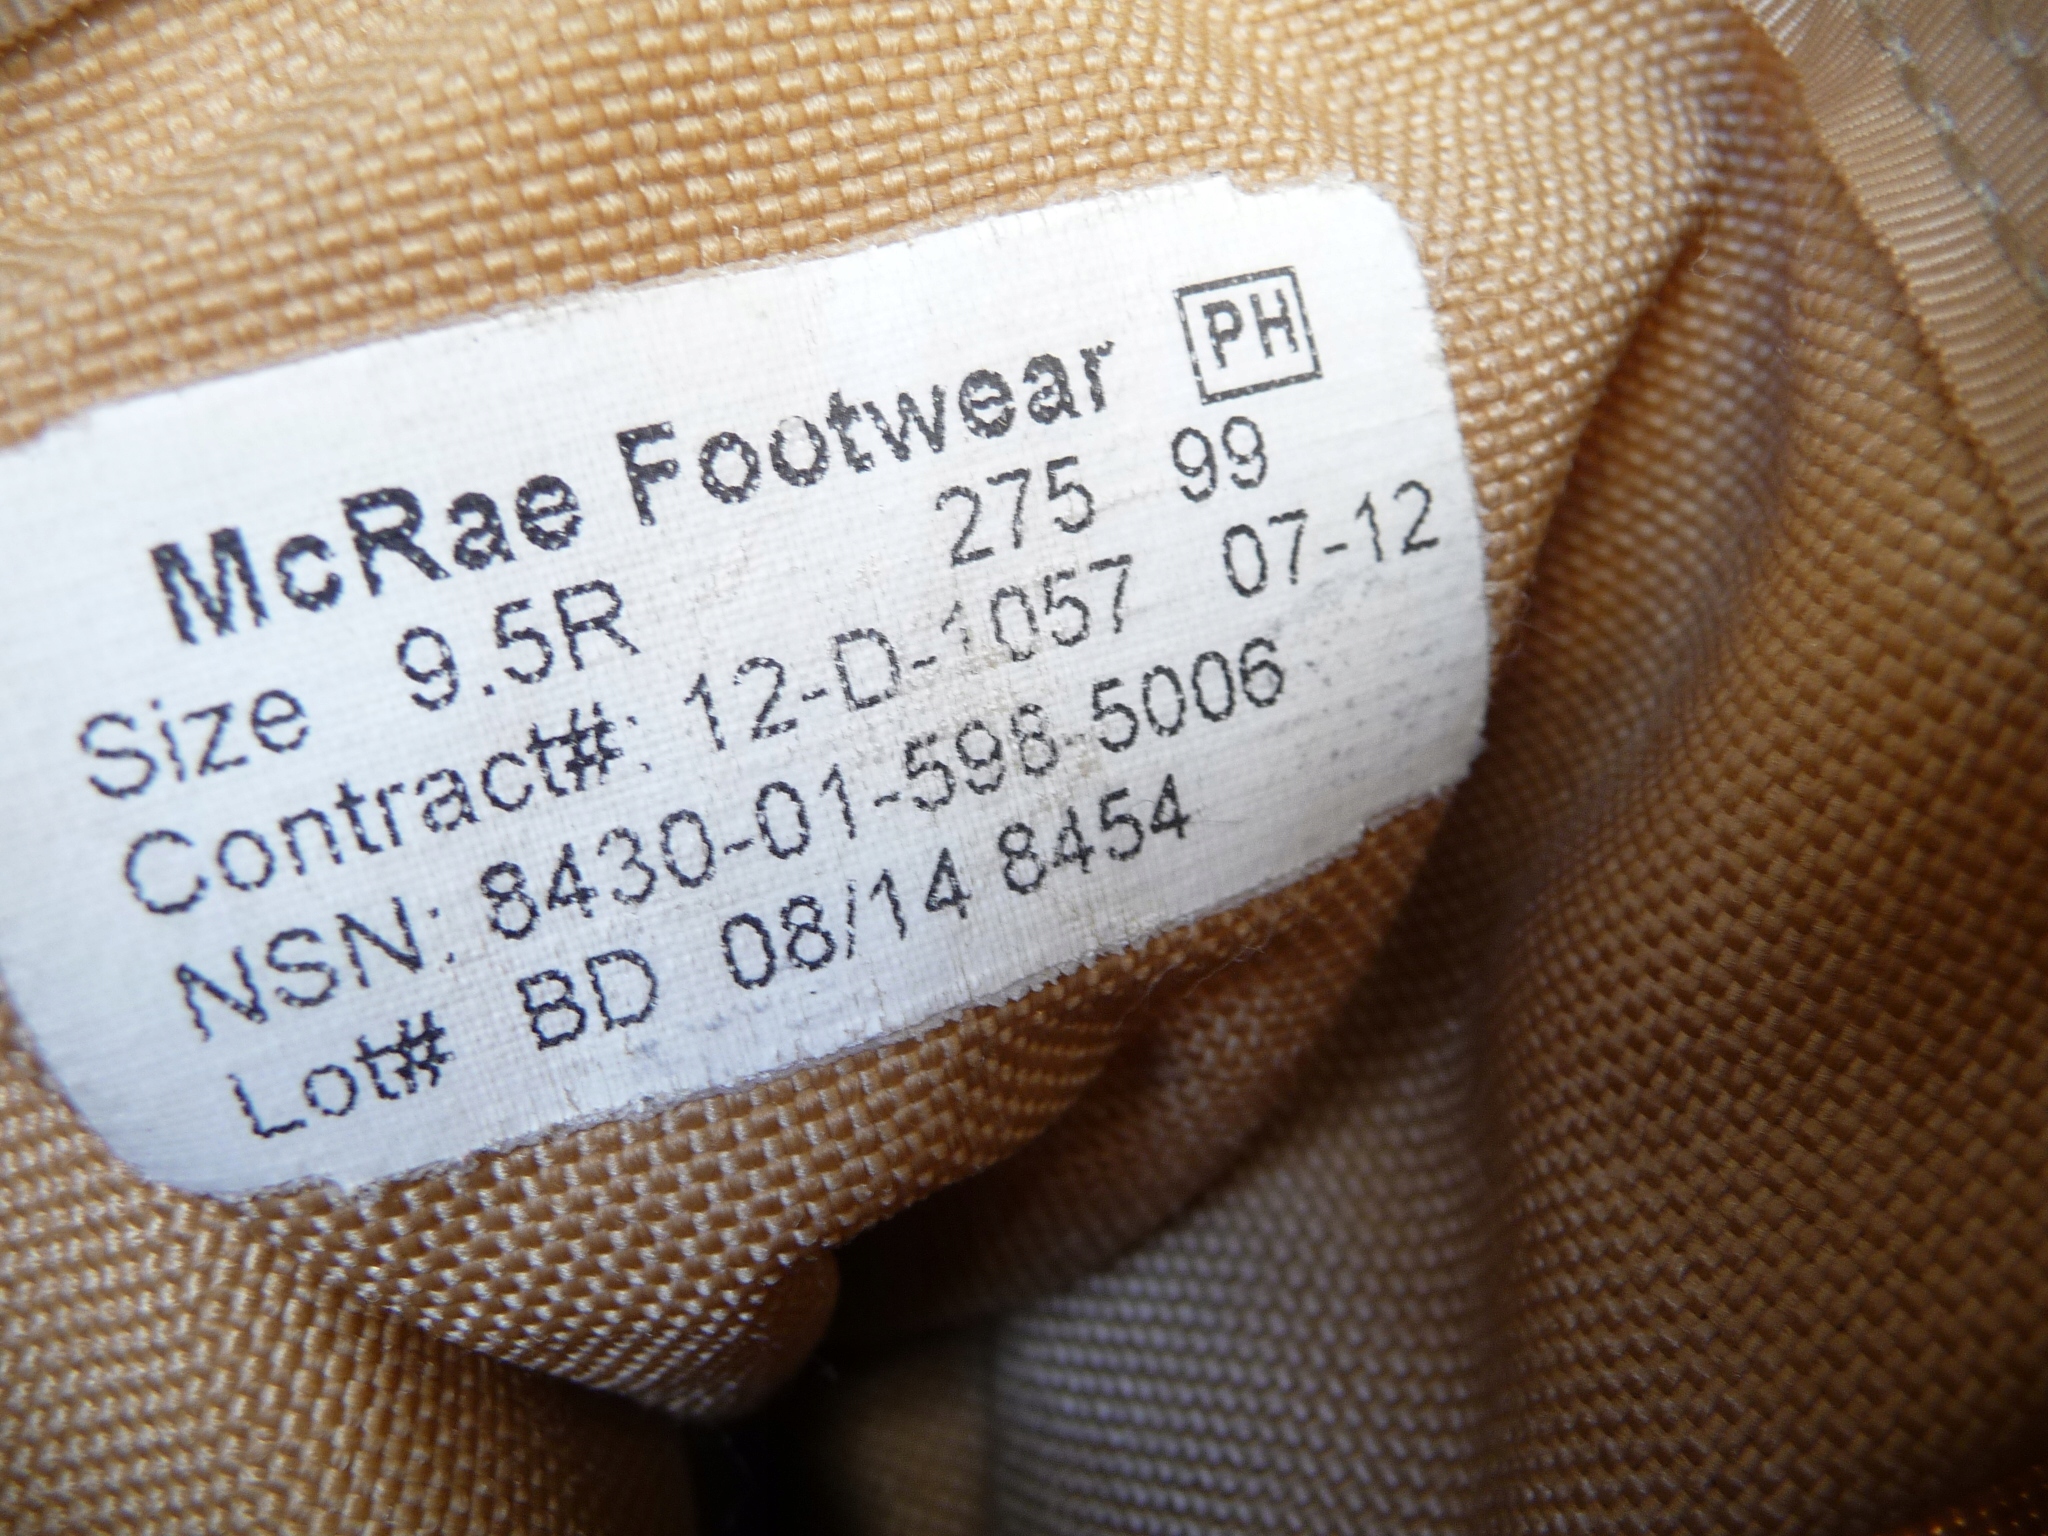 McRae Footwear PH
Size 9.5R 275 99
Contract#: 12-D-1057 07-12
NSN: 8430-01-598-5006
Lot# BD 08/14 8454